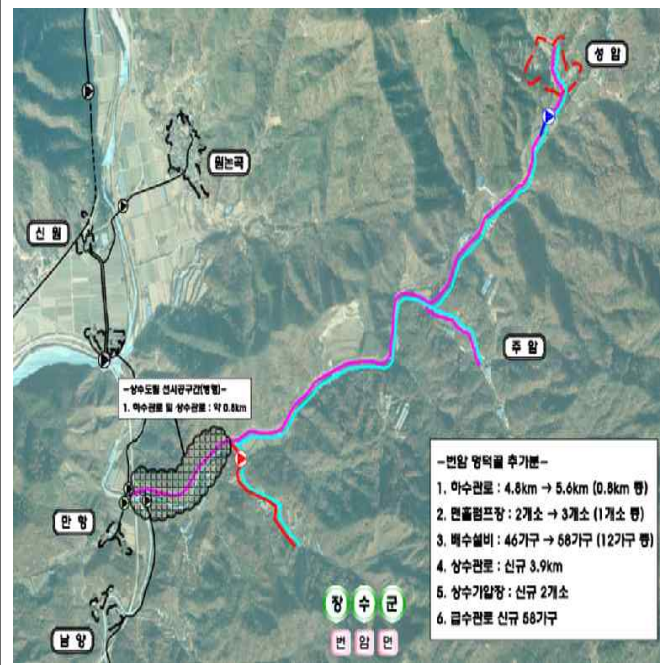 성암
원논곡
신원
주암
-상수도월 선시공구간(병행)-
1. 하수관로 및 상수관로 : 약 0.8km
-번암 명덕골 추가분-
1. 하수관로 : 4.8km → 5.6km (0.8km 증)
2. 맨홀펌프장 : 2개소 → 3개소 (1개소 증)
3. 배수설비 : 46가구 → 58가구 (12가구 증)
4. 상수관로 : 신규 3.9km
5. 상수가압장 : 신규 2개소
6. 급수관로 신규 58가구
만항
장수군
번암면
남양